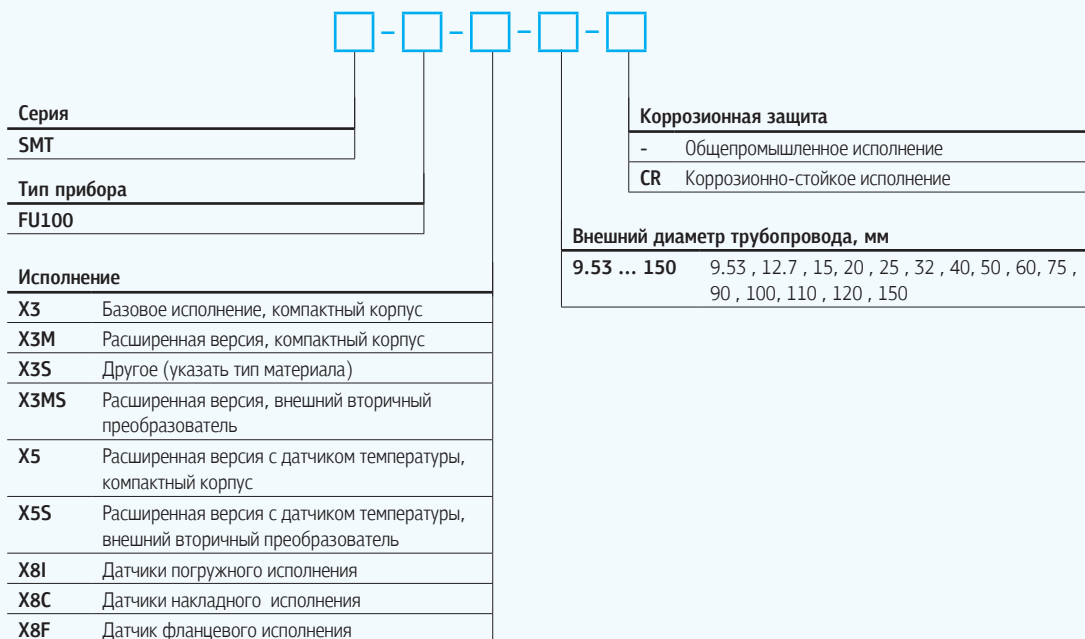 Серия
SMT
Тип прибора
FU100
Исполнение
X3 Базовое исполнение, компактный корпус
X3M Расширенная версия, компактный корпус
X3S Другое (указать тип материала)
X3MS Расширенная версия, внешний вторичный
преобразователь
X5 Расширенная версия с датчиком температуры,
компактный корпус
X5S Расширенная версия с датчиком температуры,
внешний вторичный преобразователь
X8I Датчики погружного исполнения
X8C Датчики накладного исполнения
X8F Датчик фланцевого исполнения
Коррозионная защита
- Общепромышленное исполнение
CR Коррозионно-стойкое исполнение
Внешний диаметр трубопровода, мм
9.53 ... 150 9.53 , 12.7 , 15, 20 , 25 , 32 , 40, 50 , 60, 75 ,
90 , 100, 110 , 120 , 150